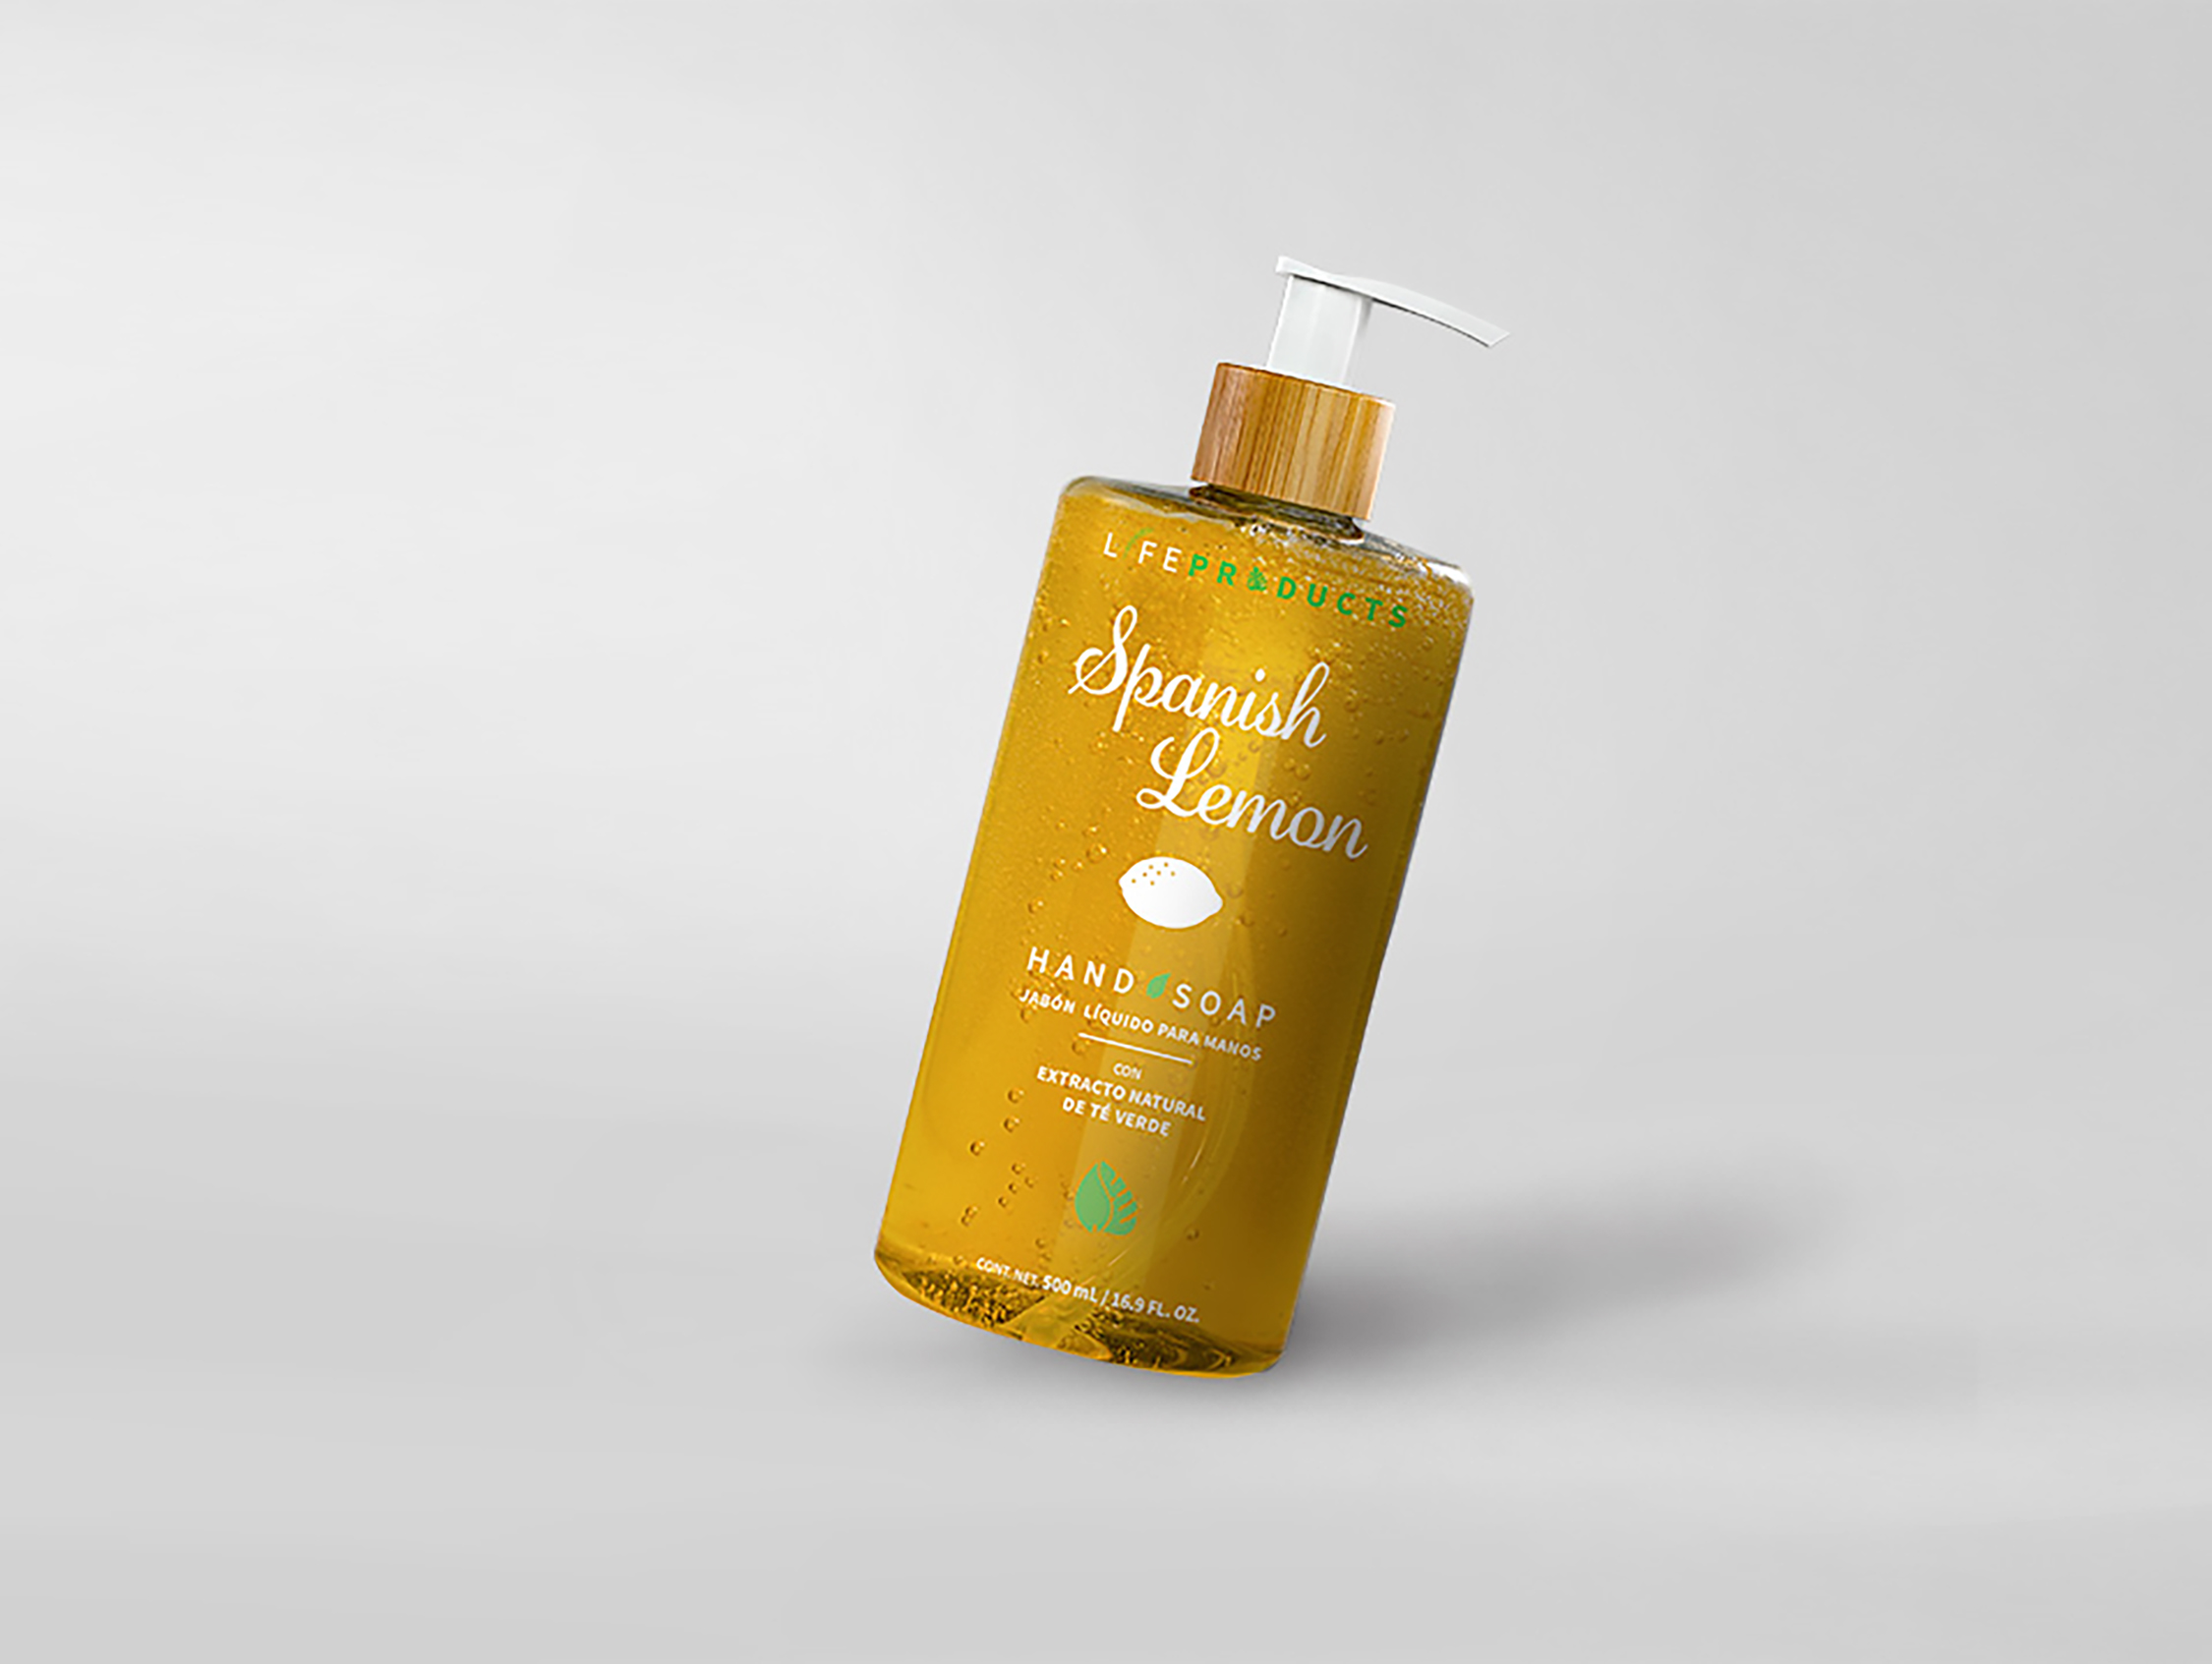 LIFEPRODUCTS
Spanish
Lemon
HAND SOAP
JABÓN LÍQUIDO PARA MANOS
CON
EXTRACTO NATURAL
DE TÉ VERDE
CONT. NET. 500 mL / 16.9 FL. OZ.